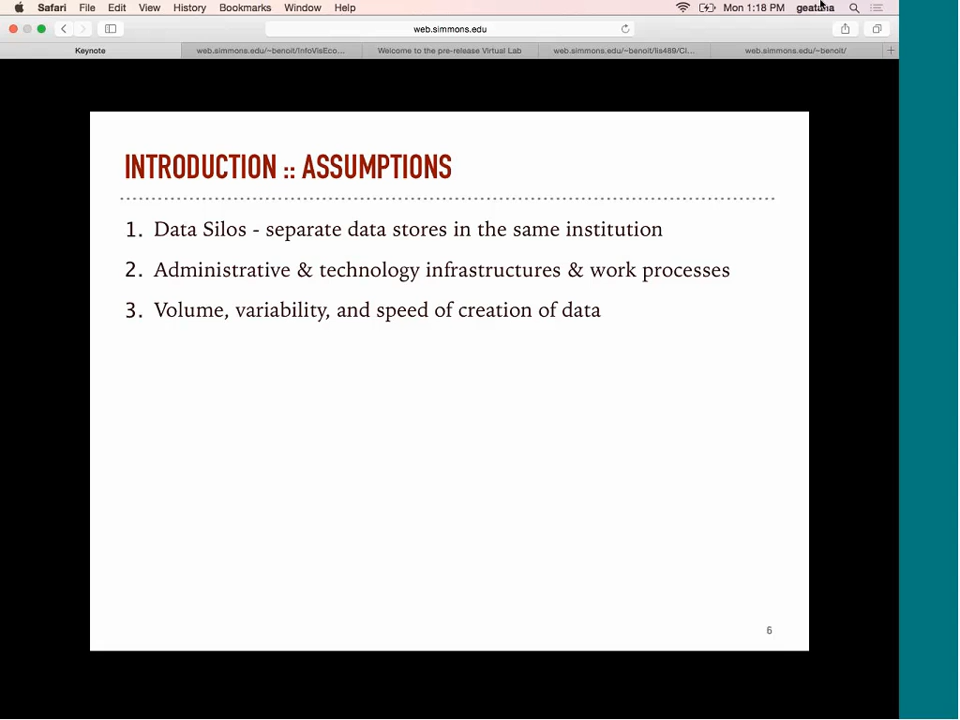 Safari File Edit View History Bookmarks Window Help Mon 1:18 PM
web.simmons.edu
Keynote web.simmons.edu/~benoit/InfoVisEco... Welcome to the pre-release Virtual Lab web.simmons.edu/~benoit/lis489/Cl... web.simmons.edu/~benoit/ +
INTRODUCTION :: ASSUMPTIONS
1. Data Silos - separate data stores in the same institution
2. Administrative & technology infrastructures & work processes
3. Volume, variability, and speed of creation of data
6